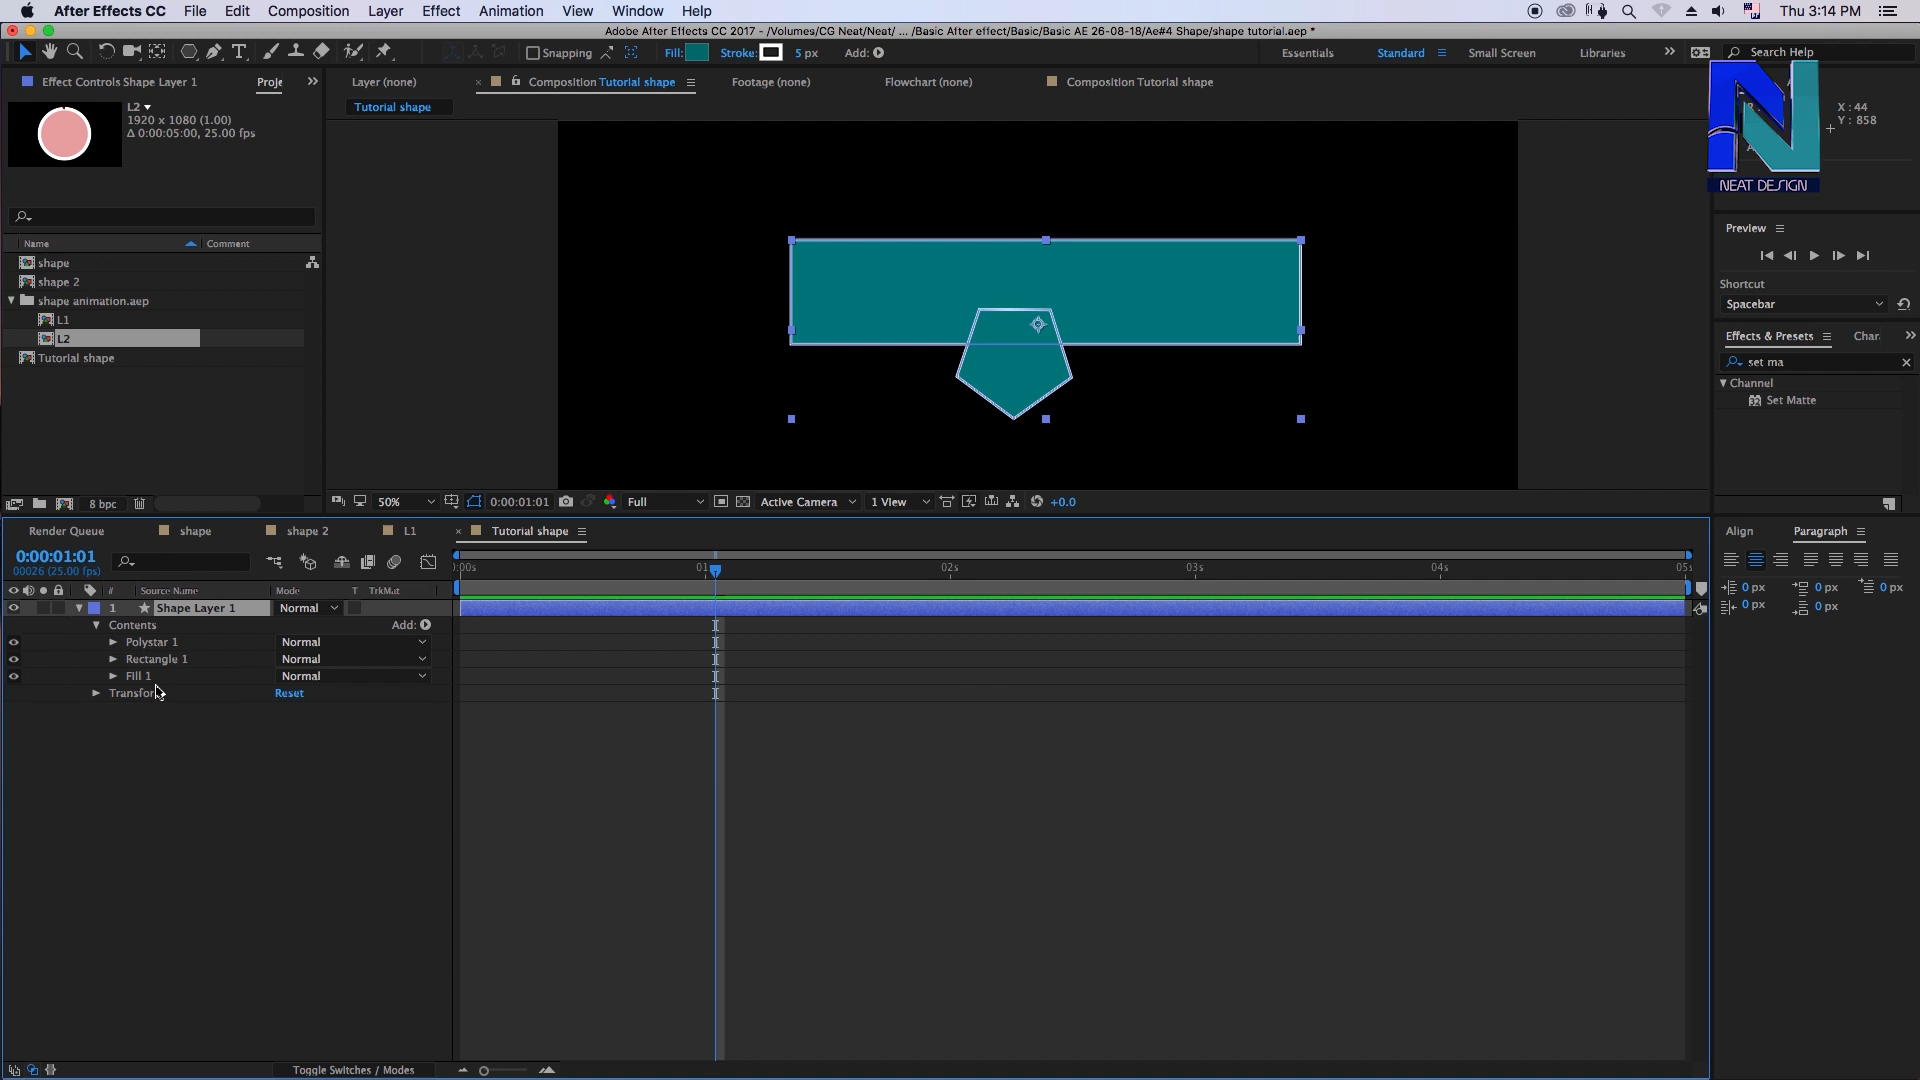 After Effects CC File Edit Composition Layer Effect Animation View Window Help Thu 3:14 PM
Adobe After Effects CC 2017 - /Volumes/CG Neat/Neat/ ... /Basic After effect/Basic/Basic AE 26-08-18/Ae#4 Shape/shape tutorial.aep *
Snapping Fill: Stroke: 5 px Add: Essentials Standard Small Screen Libraries Search Help
Effect Controls Shape Layer 1 Proje
Layer (none) Composition Tutorial shape Footage (none) Flowchart (none) Composition Tutorial shape
Tutorial shape
L2
1920 x 1080 (1.00)
Δ 0:00:05:00, 25.00 fps
X : 44
Y : 858
NEAT DESIGN
Name Comment
shape
shape 2
shape animation.aep
L1
L2
Tutorial shape
8 bpc
Preview
Shortcut
Spacebar
Effects & Presets Char
set ma
Channel
32 Set Matte
50% 0:00:01:01 Full Active Camera 1 View +0.0
Render Queue shape shape 2 L1 Tutorial shape
0:00:01:01
00026 (25.00 fps)
):00s 01 02s 03s 04s 05s
# Source Name Mode T TrkMat
1 Shape Layer 1 Normal
Contents Add:
Polystar 1 Normal
Rectangle 1 Normal
Fill 1 Normal
Transfor Reset
Toggle Switches / Modes
Align Paragraph
0 px 0 px 0 px
0 px 0 px